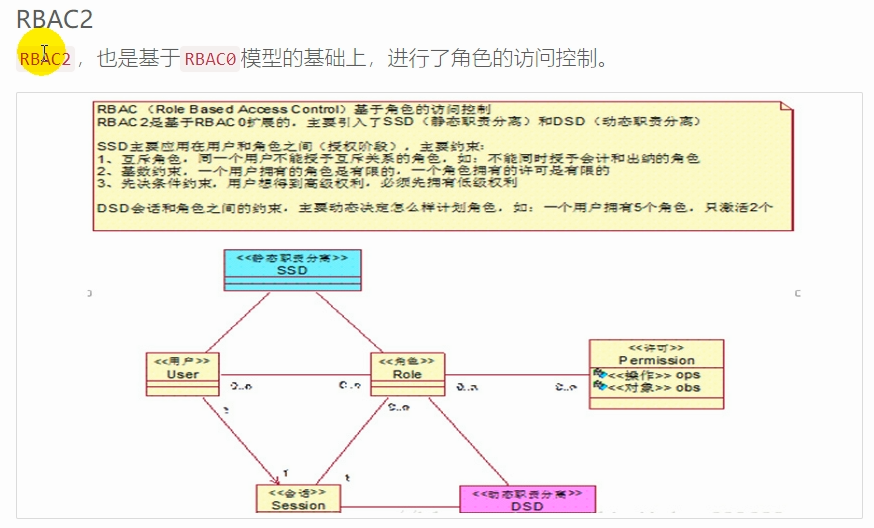 RBAC2
RBAC2，也是基于RBAC0模型的基础上，进行了角色的访问控制。
RBAC（Role Based Access Control）基于角色的访问控制
RBAC2是基于RBAC0扩展的，主要引入了SSD（静态职责分离）和DSD（动态职责分离）
SSD主要应用在用户和角色之间（授权阶段），主要约束：
1、互斥角色，同一个用户不能授予互斥关系的角色，如：不能同时授予会计和出纳的角色
2、基数约束，一个用户拥有的角色是有限的，一个角色拥有的许可是有限的
3、先决条件约束，用户想得到高级权利，必须先拥有低级权利
DSD会话和角色之间的约束，主要动态决定怎么样计划角色，如：一个用户拥有5个角色，只激活2个
<<静态职责分离>>
SSD
<<用户>>
User
<<角色>>
Role
<<许可>>
Permission
<<操作>> ops
<<对象>> obs
0..n
0..n
0..n
0..n
0..n
<<会话>>
Session
<<动态职责分离>>
DSD